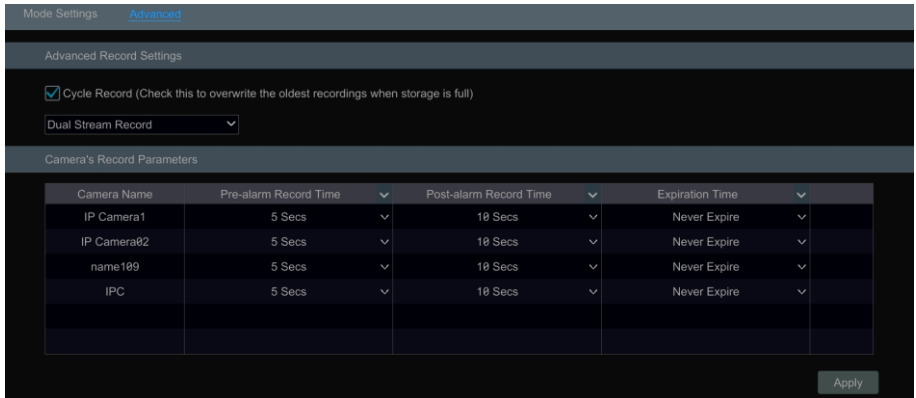 Mode Settings Advanced
Advanced Record Settings
Cycle Record (Check this to overwrite the oldest recordings when storage is full)
Dual Stream Record
Camera's Record Parameters
Camera Name Pre-alarm Record Time Post-alarm Record Time Expiration Time
IP Camera1 5 Secs 10 Secs Never Expire
IP Camera02 5 Secs 10 Secs Never Expire
name109 5 Secs 10 Secs Never Expire
IPC 5 Secs 10 Secs Never Expire
Apply